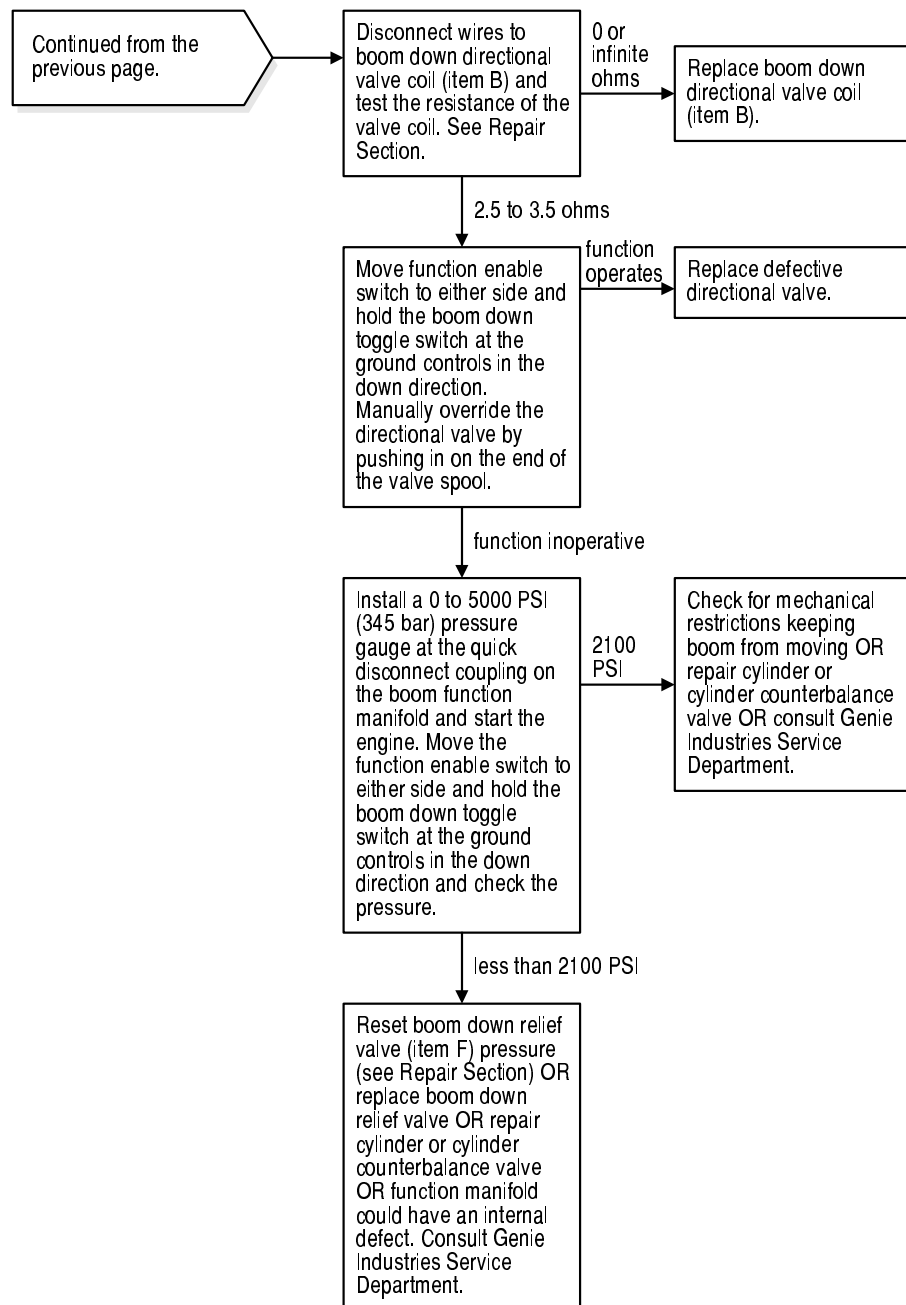 Continued from the
previous page.
Disconnect wires to
boom down directional
valve coil (item B) and
test the resistance of the
valve coil. See Repair
Section.
0 or
infinite
ohms
Replace boom down
directional valve coil
(item B).
2.5 to 3.5 ohms
Move function enable
switch to either side and
hold the boom down
toggle switch at the
ground controls in the
down direction.
Manually override the
directional valve by
pushing in on the end of
the valve spool.
function
operates
Replace defective
directional valve.
function inoperative
Install a 0 to 5000 PSI
(345 bar) pressure
gauge at the quick
disconnect coupling on
the boom function
manifold and start the
engine. Move the
function enable switch to
either side and hold the
boom down toggle
switch at the ground
controls in the down
direction and check the
pressure.
2100
PSI
Check for mechanical
restrictions keeping
boom from moving OR
repair cylinder or
cylinder counterbalance
valve OR consult Genie
Industries Service
Department.
less than 2100 PSI
Reset boom down relief
valve (item F) pressure
(see Repair Section) OR
replace boom down
relief valve OR repair
cylinder or cylinder
counterbalance valve
OR function manifold
could have an internal
defect. Consult Genie
Industries Service
Department.